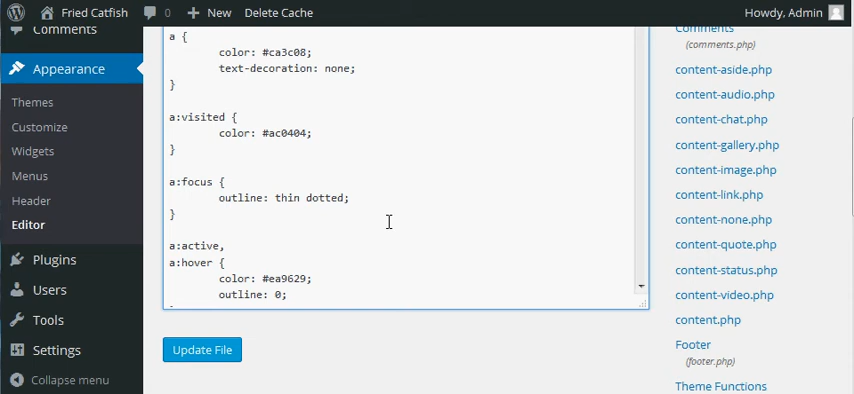 Fried Catfish
0
New
Delete Cache
Howdy, Admin
Comments
Appearance
Themes
Customize
Widgets
Menus
Header
Editor
Plugins
Users
Tools
Settings
Collapse menu
a {
color: #ca3c08;
text-decoration: none;
}
a:visited {
color: #ac0404;
}
a:focus {
outline: thin dotted;
}
a:active,
a:hover {
color: #ea9629;
outline: 0;
Update File
Comments
(comments.php)
content-aside.php
content-audio.php
content-chat.php
content-gallery.php
content-image.php
content-link.php
content-none.php
content-quote.php
content-status.php
content-video.php
content.php
Footer
(footer.php)
Theme Functions